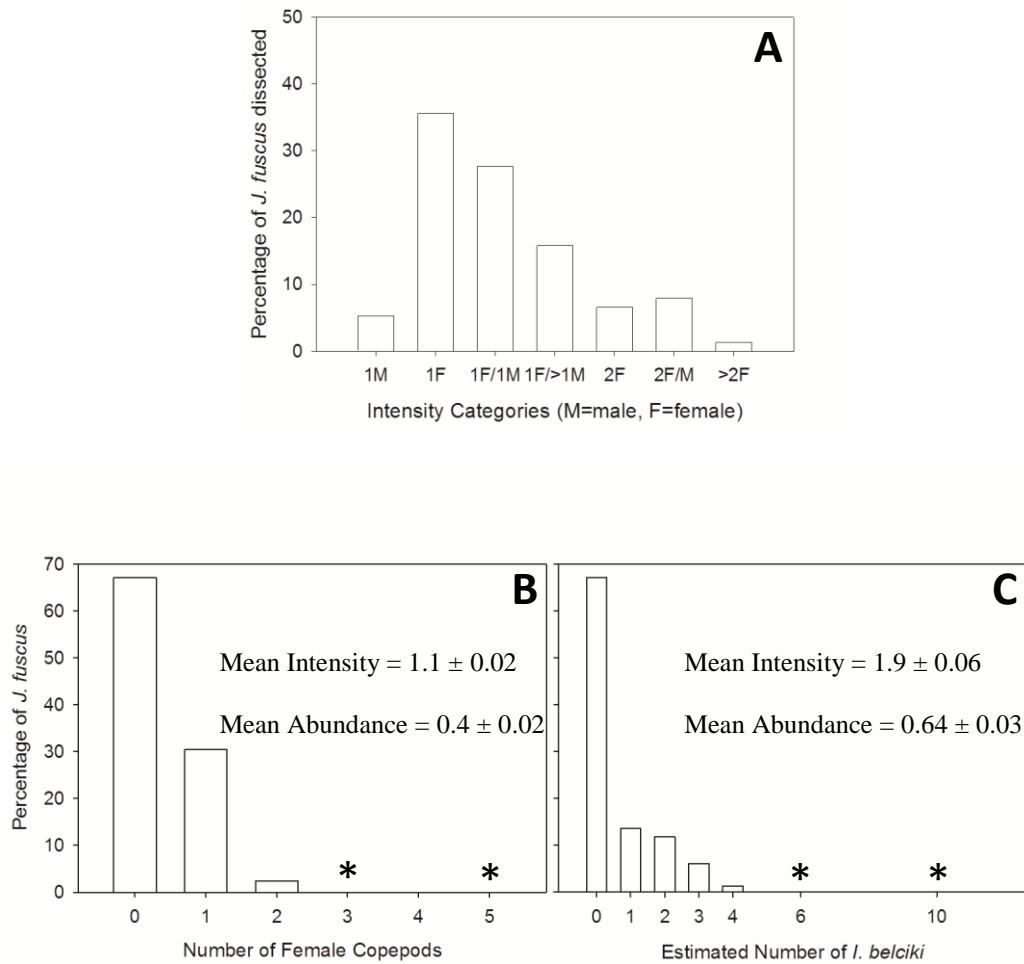 A
Percentage of J. fuscus dissected
50
40
30
20
10
0
1M 1F 1F/1M 1F/>1M 2F 2F/M >2F
Intensity Categories (M=male, F=female)
B
Percentage of J. fuscus
70
60
50
40
30
20
10
0
Mean Intensity = 1.1 ± 0.02
Mean Abundance = 0.4 ± 0.02
* *
0 1 2 3 4 5
Number of Female Copepods
C
Mean Intensity = 1.9 ± 0.06
Mean Abundance = 0.64 ± 0.03
* *
0 1 2 3 4 6 10
Estimated Number of I. belciki